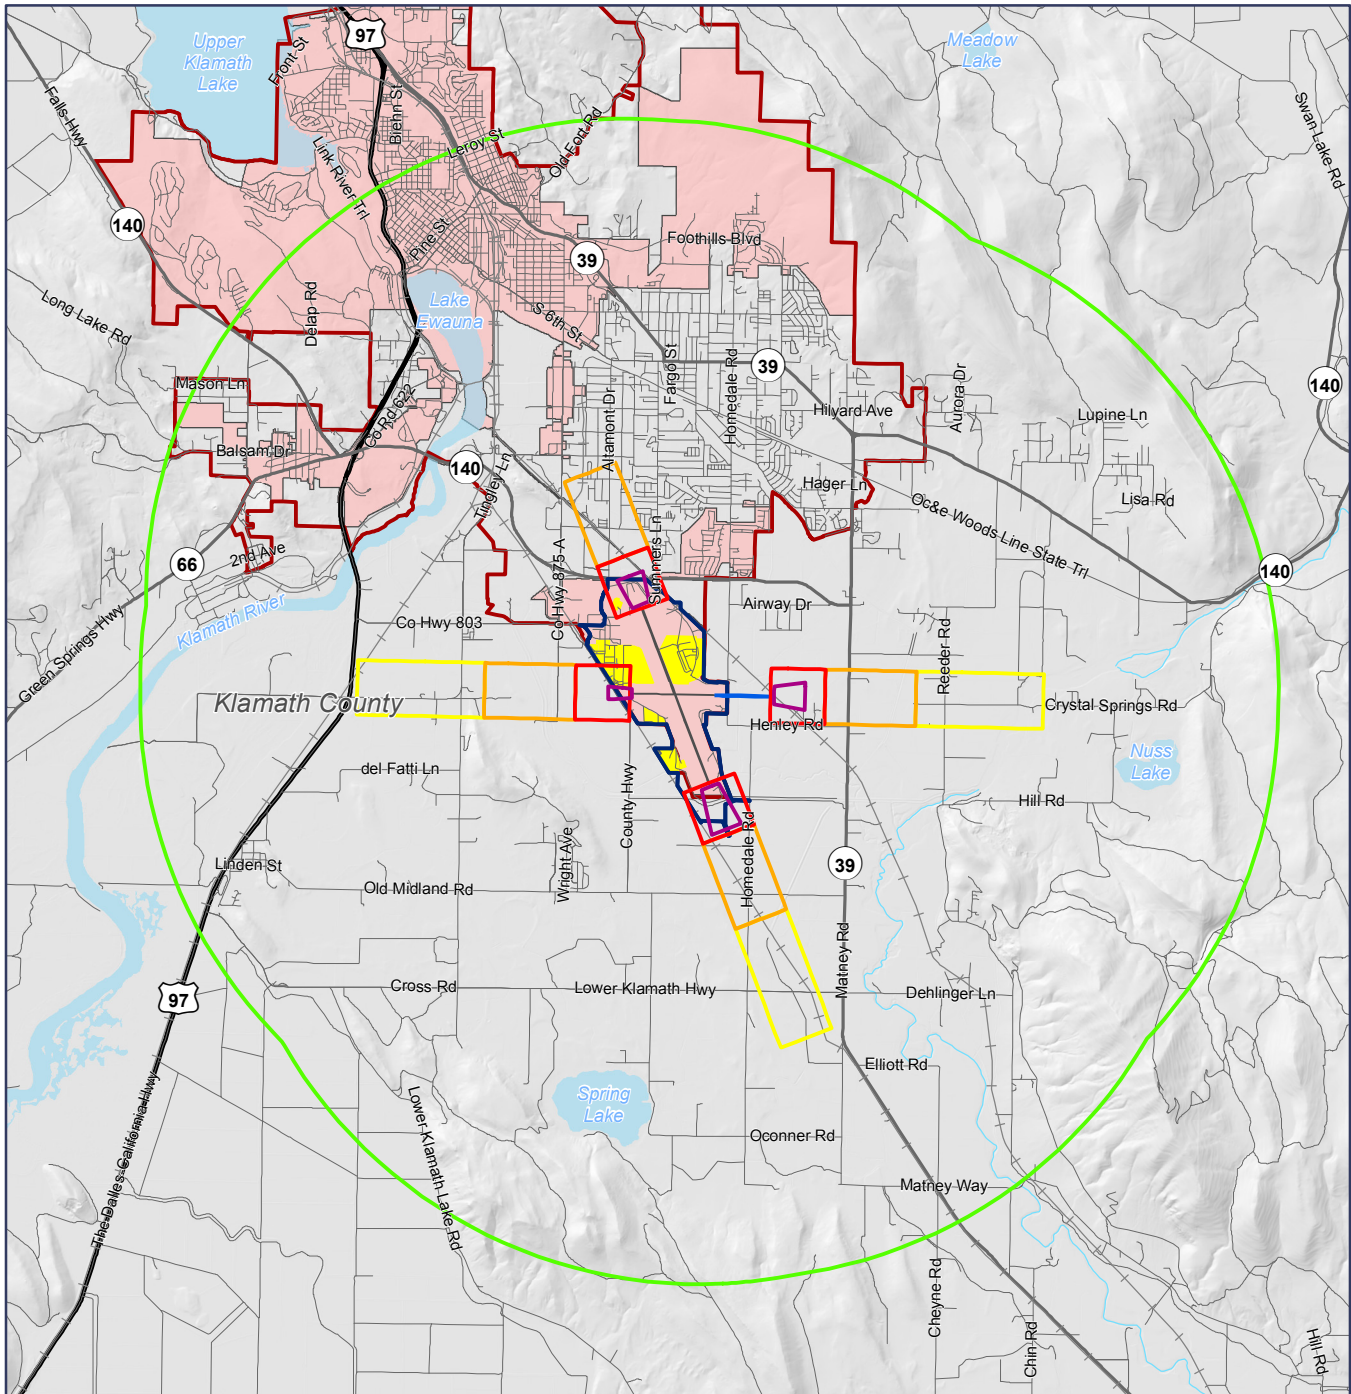 97
Upper
Klamath
Lake
Front St
Meadow
Lake
Falls Hwy
Biehn St
Leroy St
Old Fort Rd
Swan Lake Rd
Link River Trl
140
Pine St
Foothills Blvd
39
Long Lake Rd
Delap Rd
Lake
Ewauna
S 6th St
Fargo St
Homedale Rd
39
140
Mason Ln
Co Rd 622
Altamont Dr
Hilyard Ave
Aurora Dr
Lupine Ln
Balsam Dr
140
Tingley Ln
Hager Ln
Lisa Rd
Oc&e Woods Line State Trl
66
2nd Ave
Co Hwy 875-A
Summers Ln
140
Klamath River
Co Hwy 803
Airway Dr
Green Springs Hwy
Reeder Rd
Klamath County
Crystal Springs Rd
Henley Rd
Nuss
Lake
del Fatti Ln
County Hwy
Hill Rd
Linden St
Wright Ave
Homedale Rd
39
Old Midland Rd
Matney Rd
97
Cross Rd
Lower Klamath Hwy
Dehlinger Ln
Elliott Rd
Spring
Lake
The Dalles-California Hwy
Lower Klamath Lake Rd
Oconner Rd
Matney Way
Cheyne Rd
Chin Rd
Hill Rd